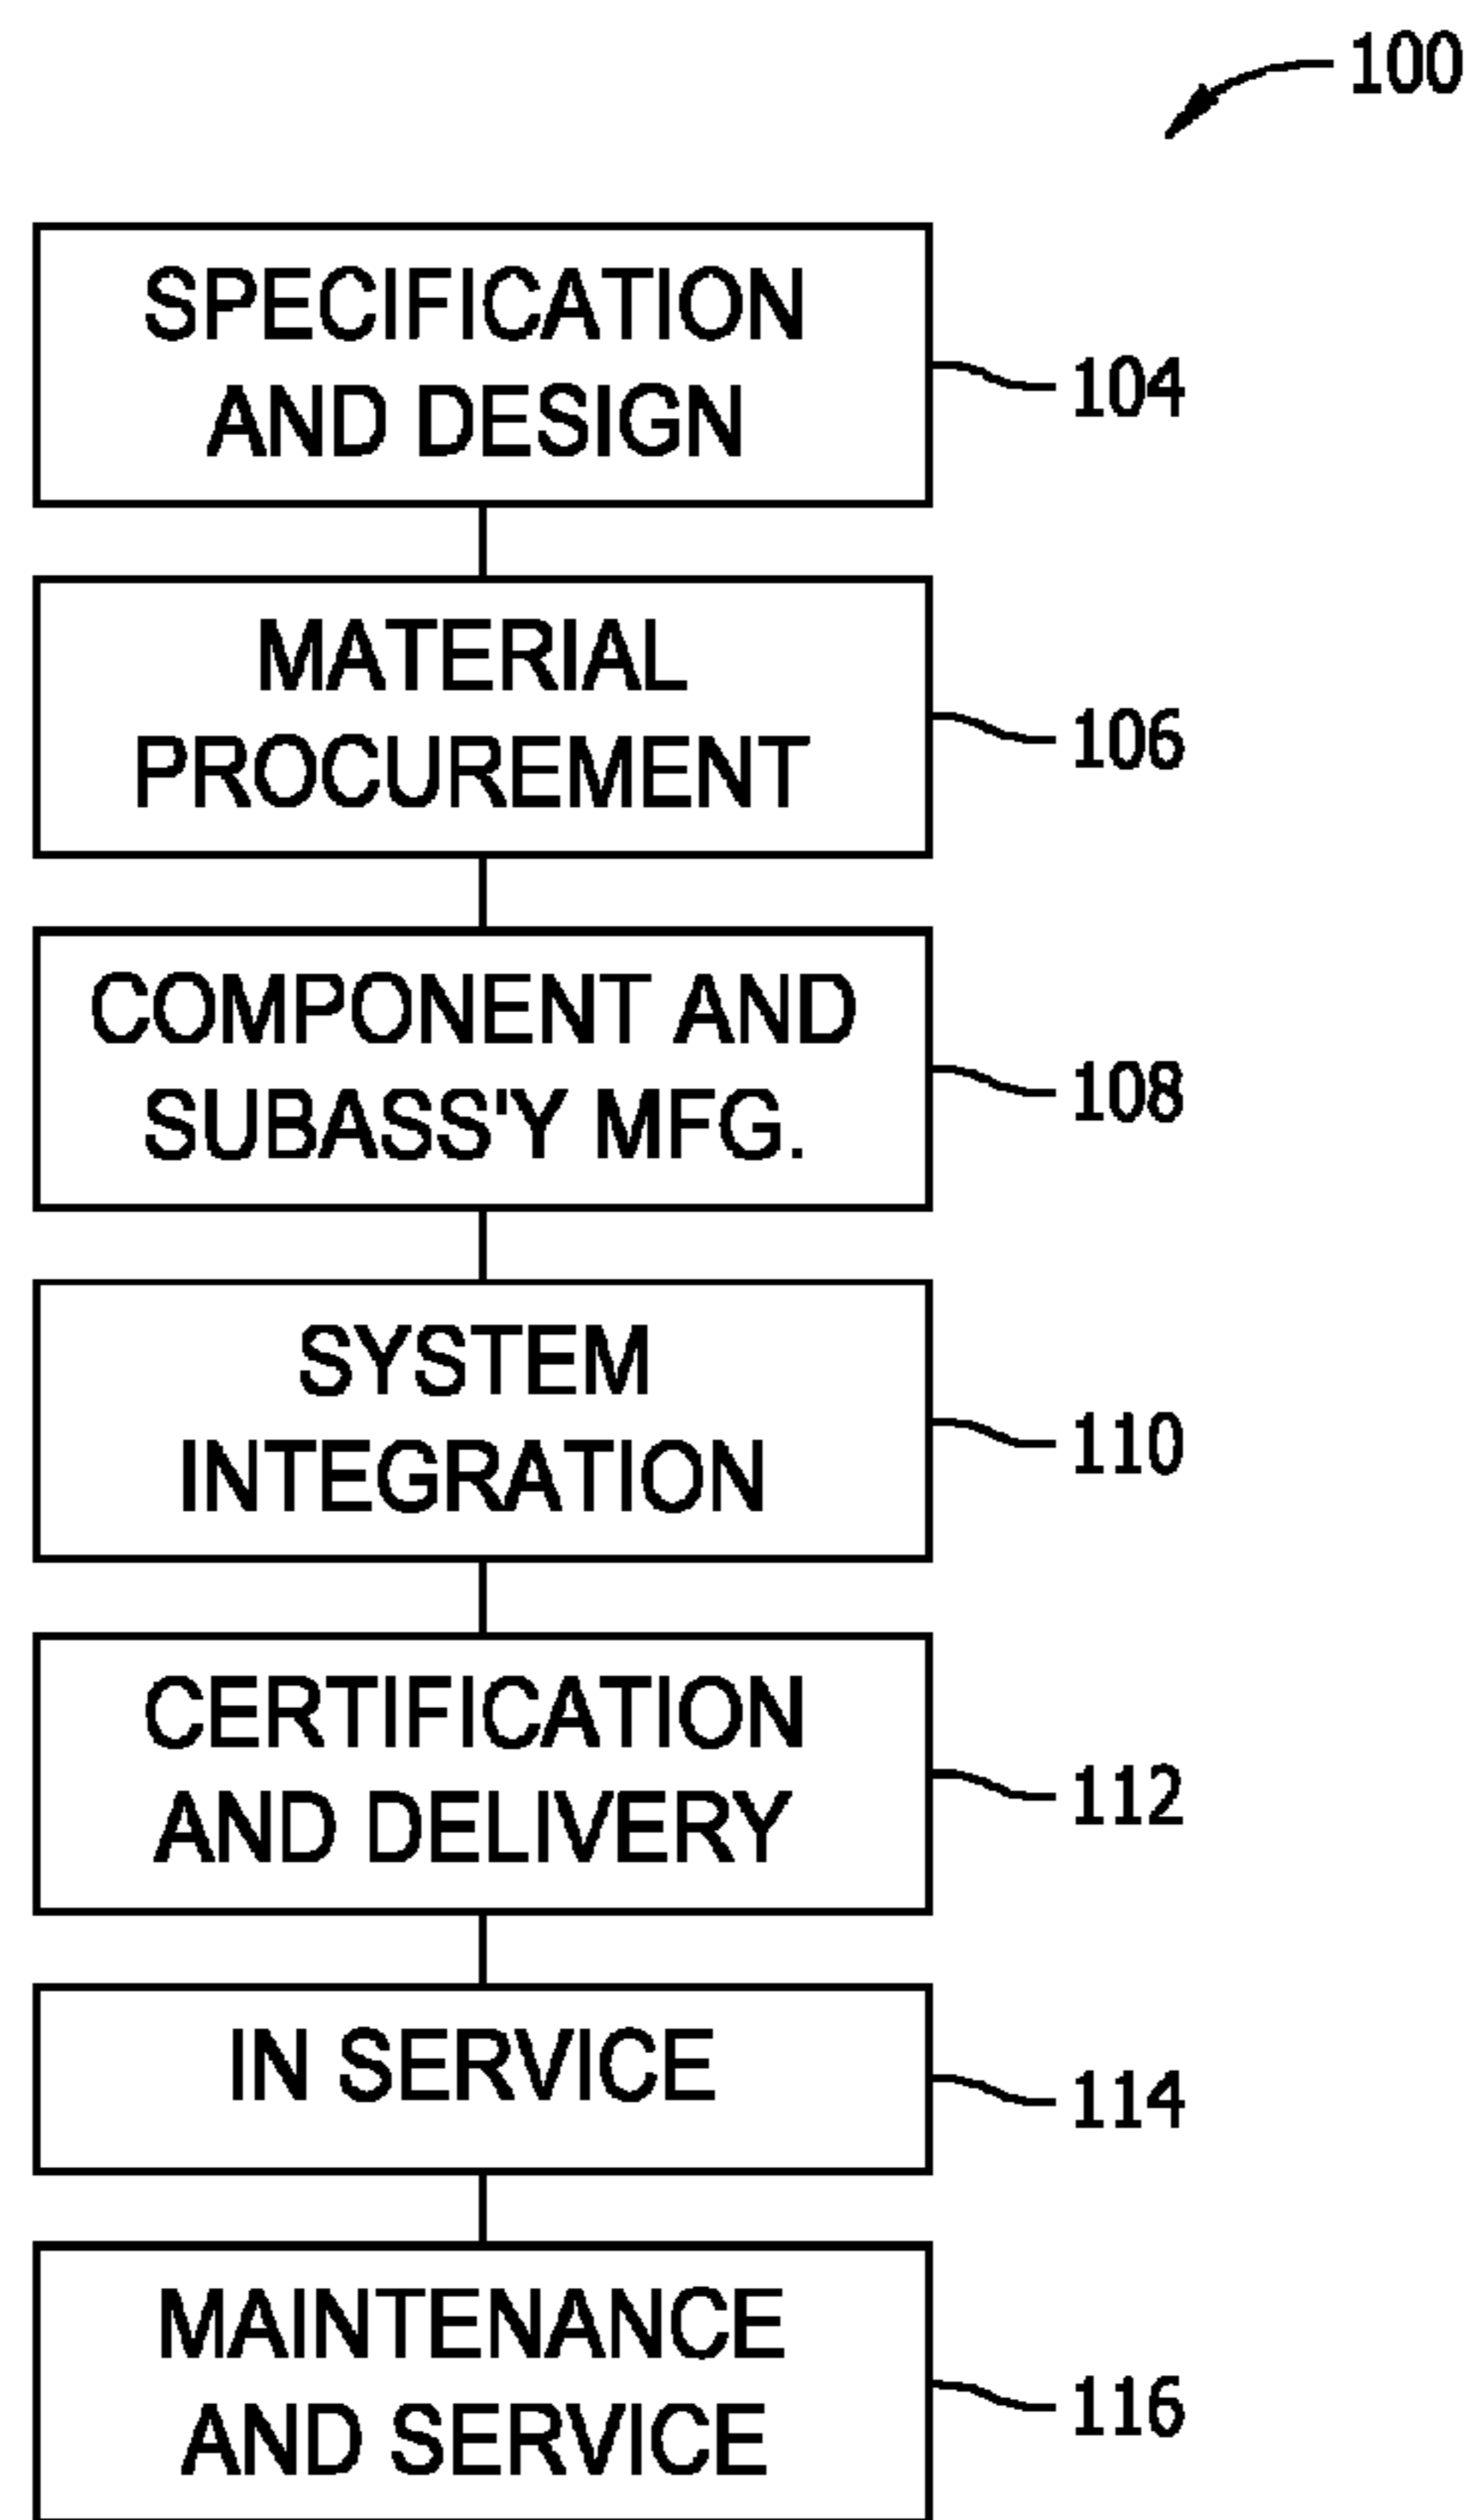 100
SPECIFICATION
AND DESIGN
104
MATERIAL
PROCUREMENT
106
COMPONENT AND
SUBASS'Y MFG.
108
SYSTEM
INTEGRATION
110
CERTIFICATION
AND DELIVERY
112
IN SERVICE
114
MAINTENANCE
AND SERVICE
116